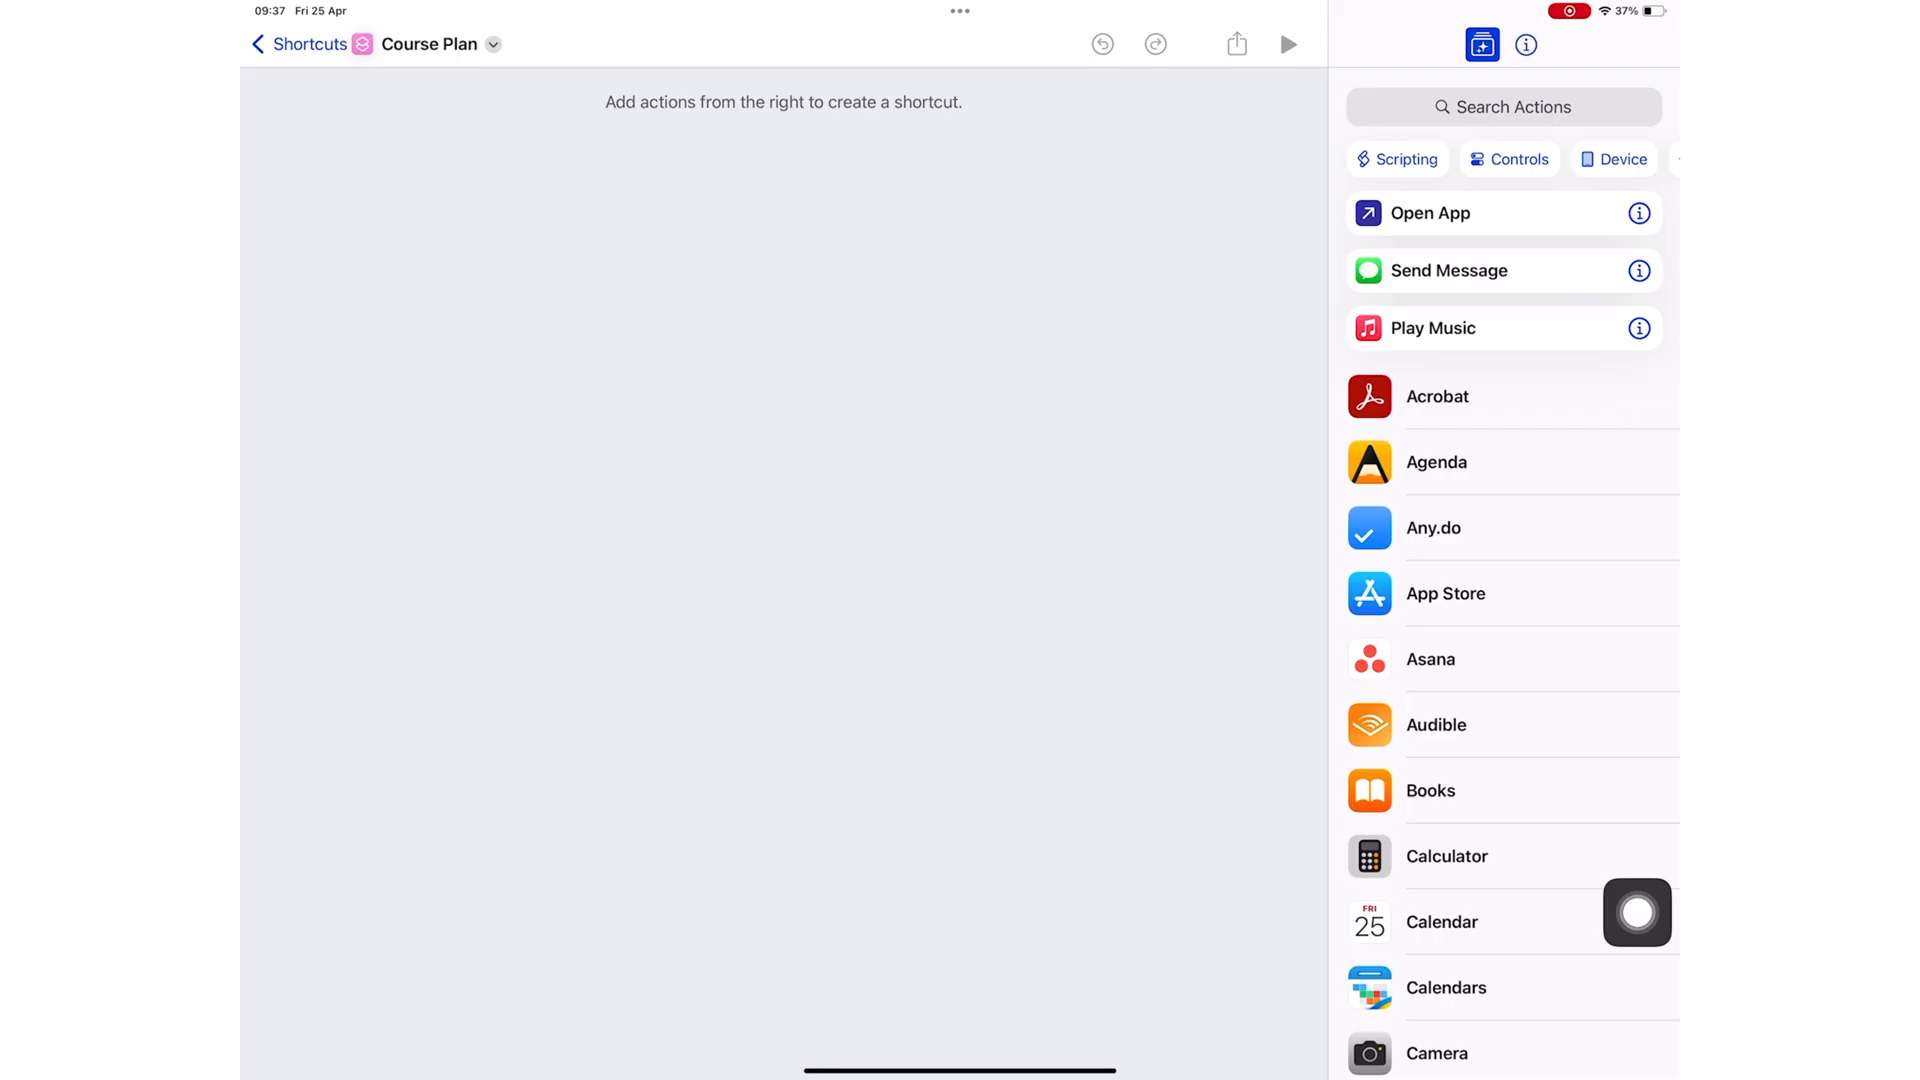 09:37 Fri 25 Apr
37%
Shortcuts Course Plan
Add actions from the right to create a shortcut.
Search Actions
Scripting Controls Device
Open App
Send Message
Play Music
Acrobat
Agenda
Any.do
App Store
Asana
Audible
Books
Calculator
FRI
25
Calendar
Calendars
Camera